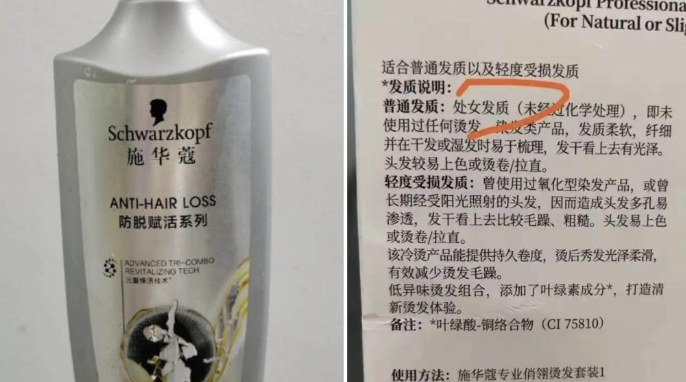 Schwarzkopf
施华蔻
ANTI-HAIR LOSS
防脱赋活系列
ADVANCED TRI-COMBO
REVITALIZING TECH
三重焕活技术*
Schwarzkopf Professiona
(For Natural or Slig
适合普通发质以及轻度受损发质
*发质说明:
普通发质：处女发质（未经过化学处理），即未
使用过任何烫发、染发类产品，发质柔软，纤细
并在干发或湿发时易于梳理，发干看上去有光泽。
头发较易上色或烫卷/拉直。
轻度受损发质：曾使用过氧化型染发产品，或曾
长期经受阳光照射的头发，因而造成头发多孔易
渗透，发干看上去比较毛躁、粗糙。头发易上色
或烫卷/拉直。
该冷烫产品能提供持久卷度，烫后秀发光泽柔滑，
有效减少烫发毛躁。
低异味烫发组合，添加了叶绿素成分*，打造清
新烫发体验。
备注：*叶绿酸-铜络合物（CI 75810）
使用方法：施华蔻专业俏翎烫发套装1